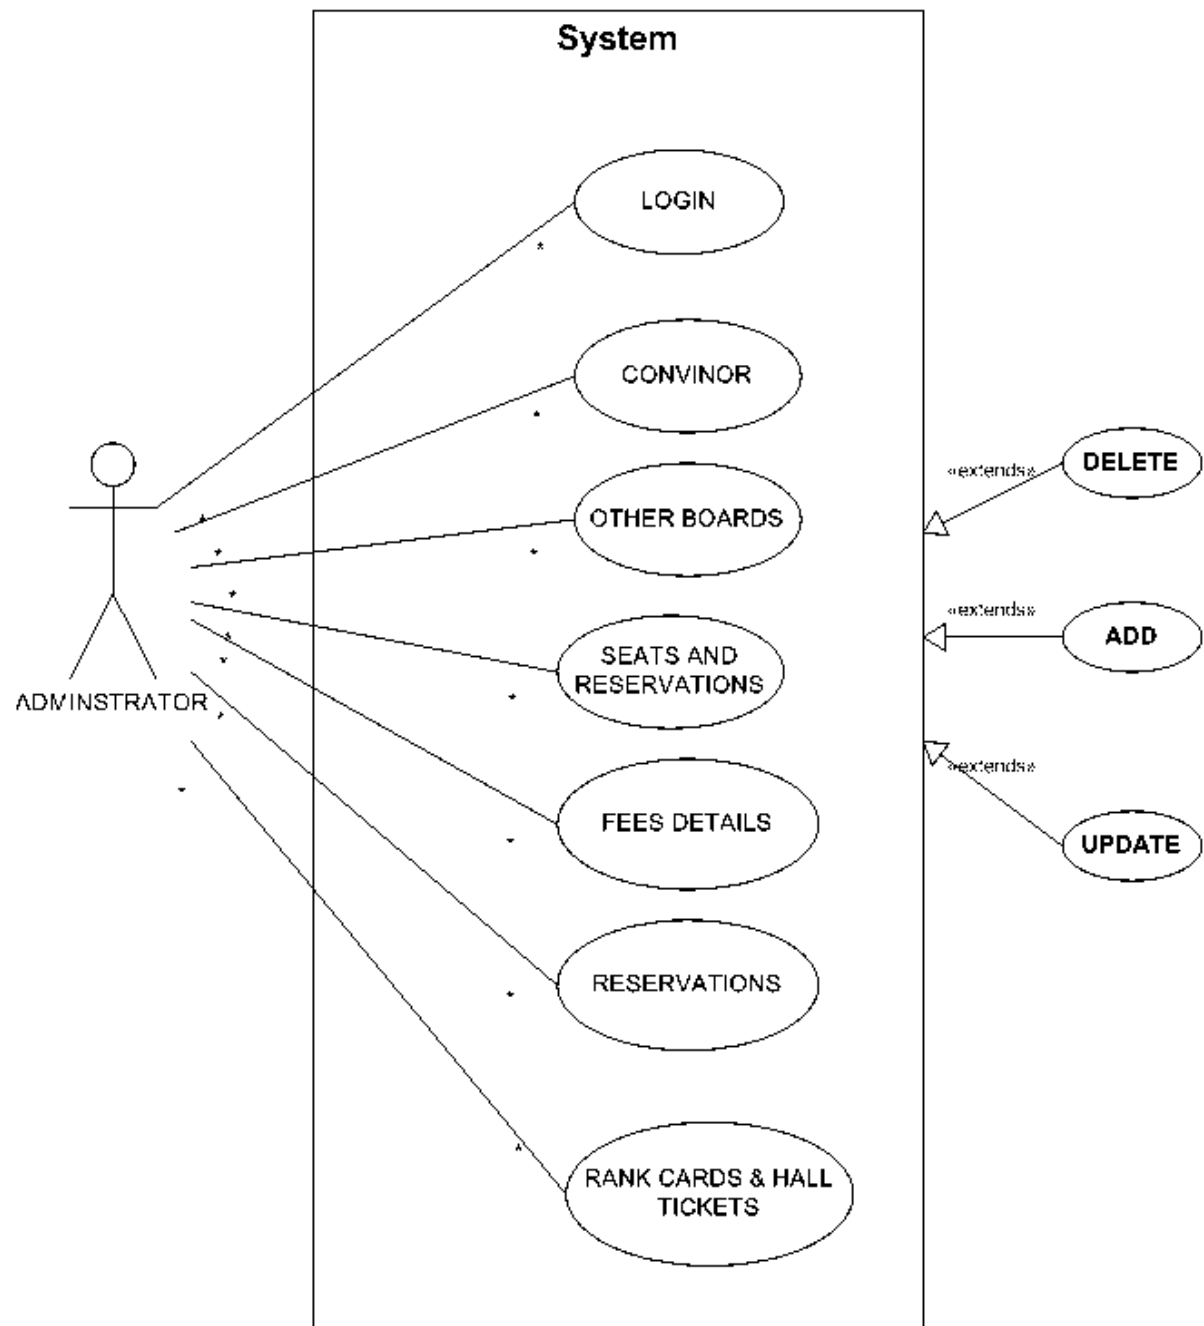 System
LOGIN
*
CONVINOR
*
OTHER BOARDS
*
SEATS AND
RESERVATIONS
*
FEES DETAILS
*
RESERVATIONS
*
RANK CARDS & HALL
TICKETS
*
ADMINSTRATOR
*
*
*
*
*
*
*
«extends»
DELETE
«extends»
ADD
«extends»
UPDATE